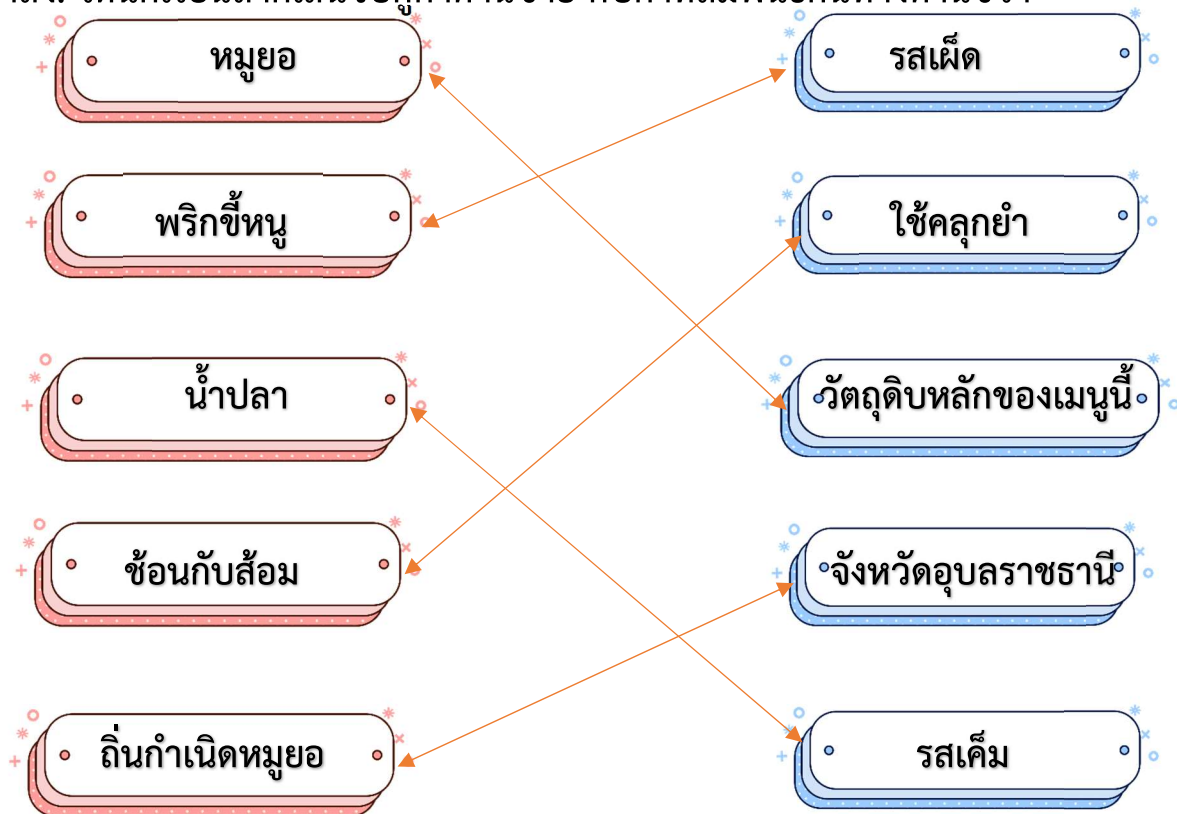 หมูยอ
รสเผ็ด
พริกขี้หนู
ใช้คลุกยำ
น้ำปลา
วัตถุดิบหลักของเมนูนี้
ช้อนกับส้อม
จังหวัดอุบลราชธานี
ถิ่นกำเนิดหมูยอ
รสเค็ม